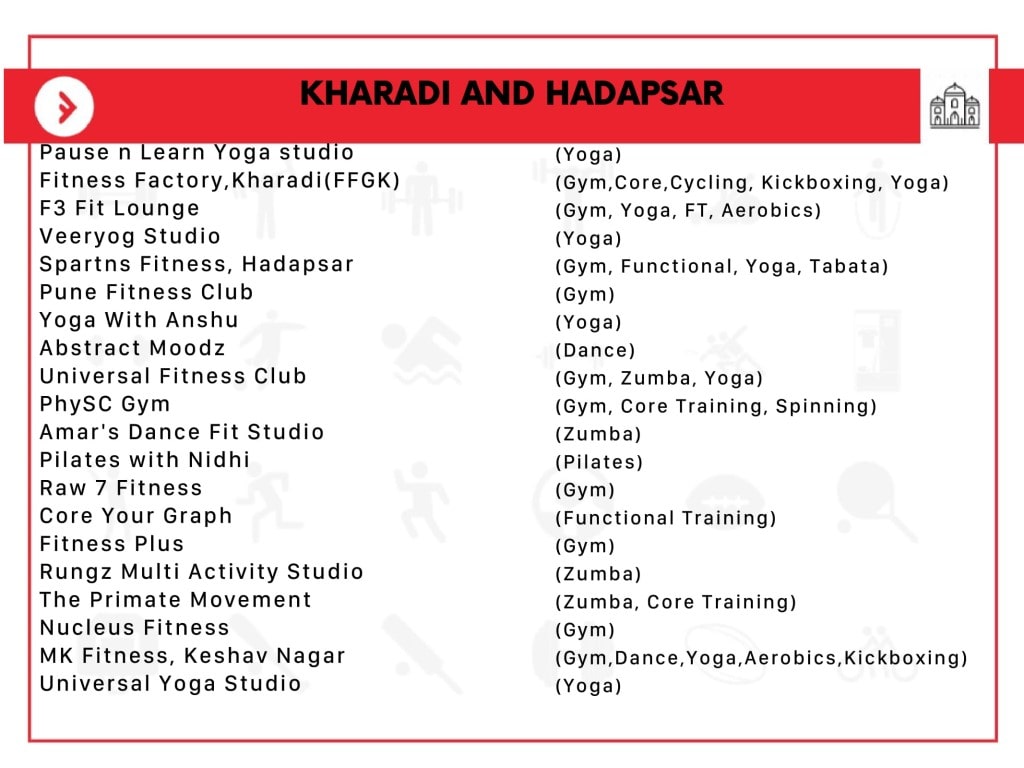 KHARADI AND HADAPSAR
Pause n Learn Yoga studio (Yoga)
Fitness Factory,Kharadi(FFGK) (Gym,Core,Cycling, Kickboxing, Yoga)
F3 Fit Lounge (Gym, Yoga, FT, Aerobics)
Veeryog Studio (Yoga)
Spartns Fitness, Hadapsar (Gym, Functional, Yoga, Tabata)
Pune Fitness Club (Gym)
Yoga With Anshu (Yoga)
Abstract Moodz (Dance)
Universal Fitness Club (Gym, Zumba, Yoga)
PhySC Gym (Gym, Core Training, Spinning)
Amar's Dance Fit Studio (Zumba)
Pilates with Nidhi (Pilates)
Raw 7 Fitness (Gym)
Core Your Graph (Functional Training)
Fitness Plus (Gym)
Rungz Multi Activity Studio (Zumba)
The Primate Movement (Zumba, Core Training)
Nucleus Fitness (Gym)
MK Fitness, Keshav Nagar (Gym,Dance,Yoga,Aerobics,Kickboxing)
Universal Yoga Studio (Yoga)